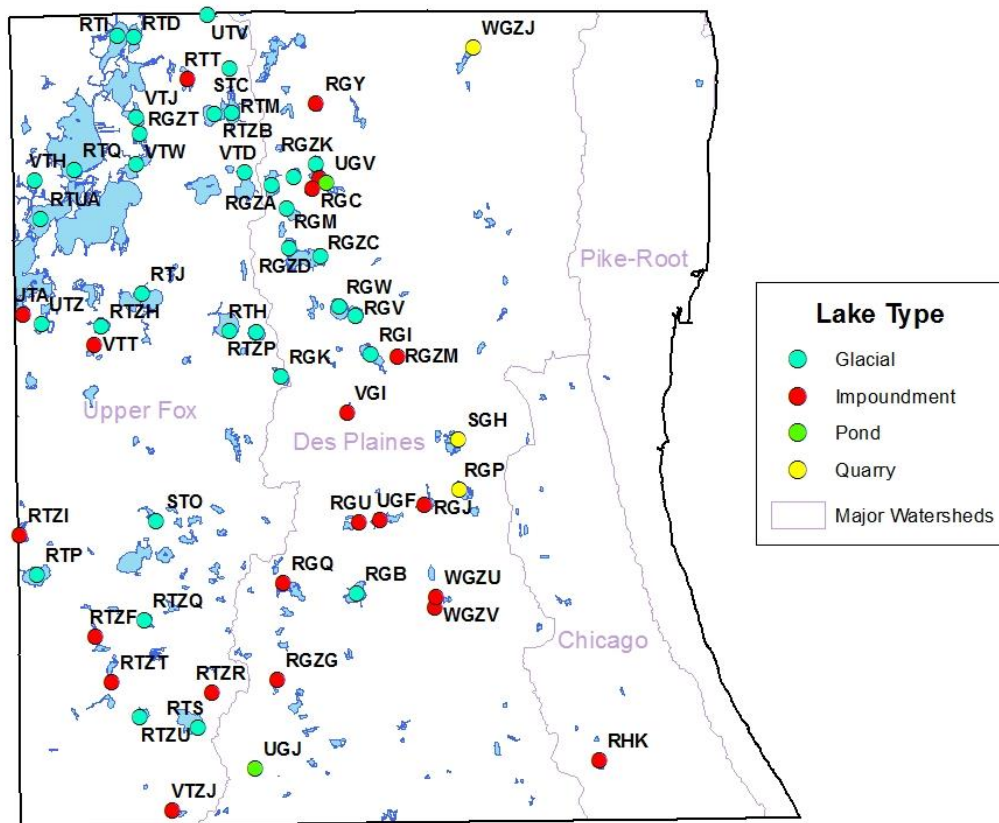 RTI
RTD
UTV
WGZJ
RTT
STC
RGY
VTJ
RTM
RGZT
RTZB
RTQ
VTW
VTD
RGZK
UGV
VTH
RGZA
RGC
RTUA
RGM
RGZC
RGZD
Pike-Root
RTJ
RGW
UTZ
RTZH
RTH
RGV
VTT
RTZP
RGK
RGI
RGZM
Upper Fox
VGI
Des Plaines
SGH
RGP
STO
RGU
UGF
RGJ
RTZI
RTP
RGQ
RGB
WGZU
WGZV
RTZQ
RTZF
Chicago
RTZT
RTZR
RGZG
RTS
RTZU
UGJ
RHK
VTZJ
Lake Type
Glacial
Impoundment
Pond
Quarry
Major Watersheds